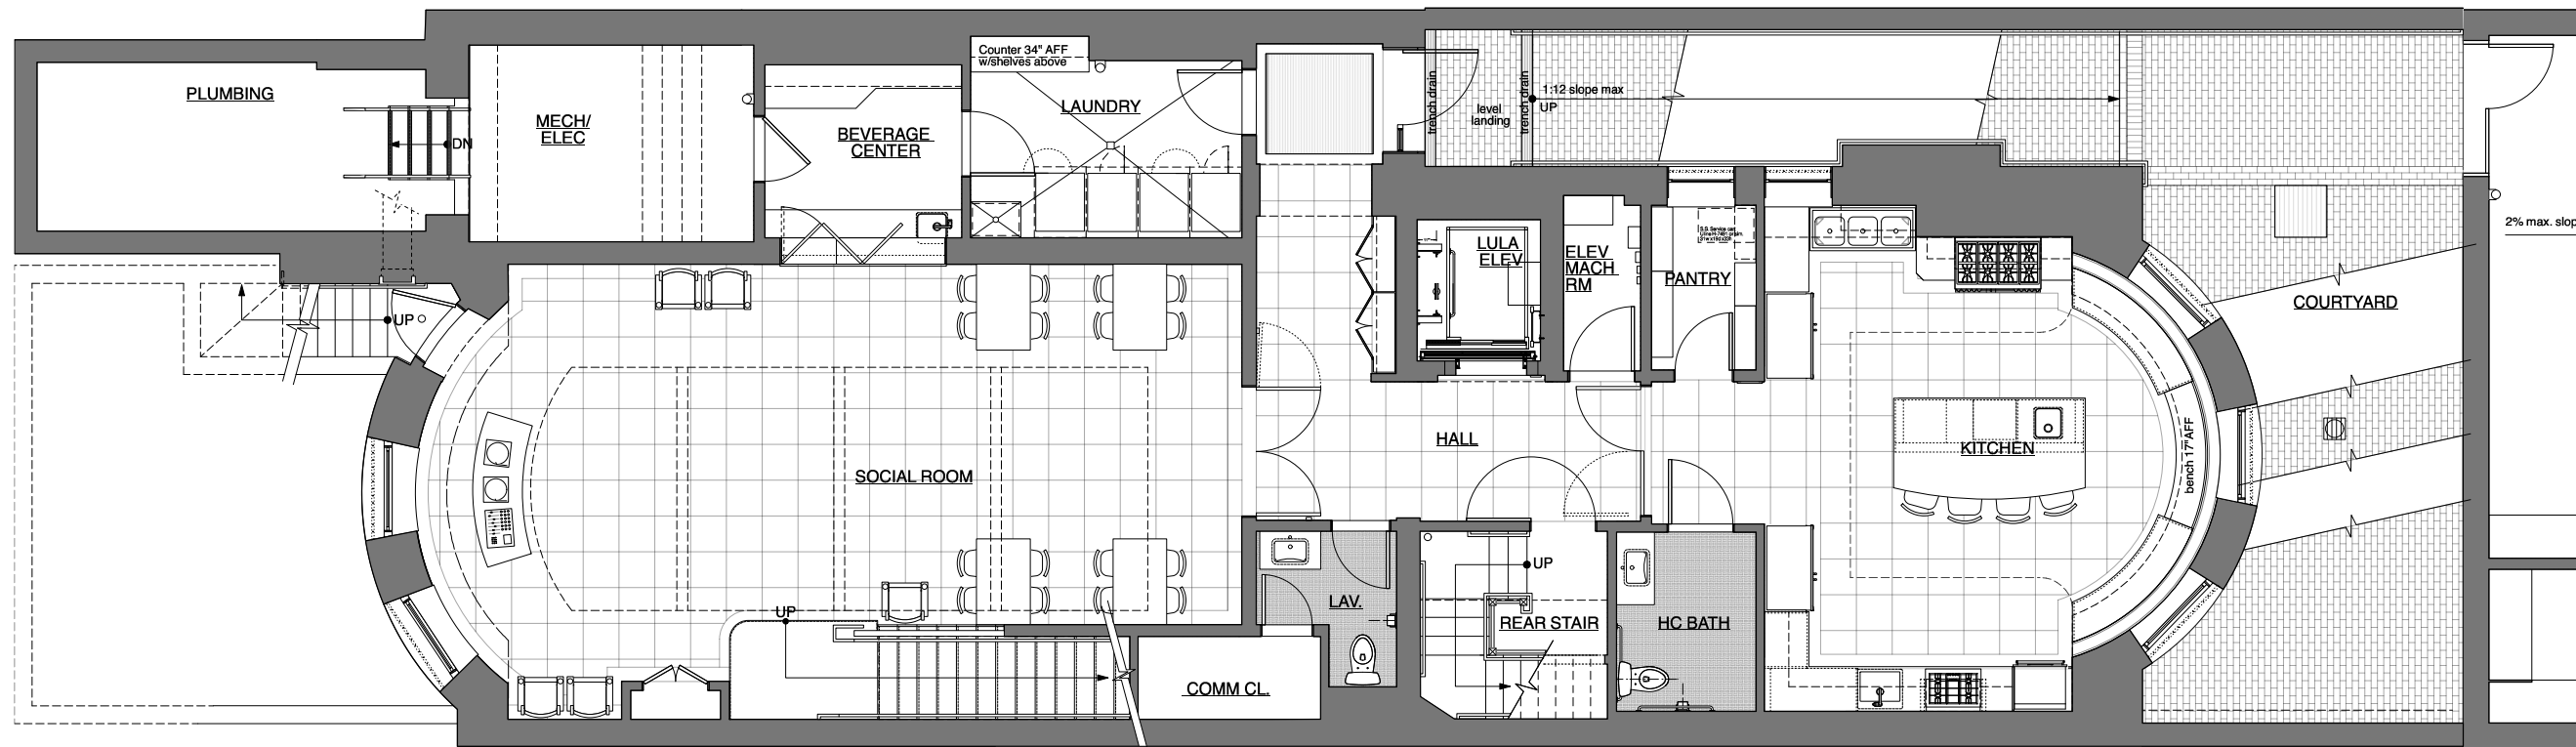 Counter 34" AFF
w/shelves above
PLUMBING
MECH/
ELEC
DN
BEVERAGE
CENTER
LAUNDRY
trench drain
level
landing
trench drain
1:12 slope max
UP
2% max. slop
LULA
ELEV
ELEV
MACH
RM
PANTRY
COURTYARD
UP
SOCIAL ROOM
HALL
KITCHEN
bench 17"AFF
UP
LAV.
UP
REAR STAIR
HC BATH
COMM CL.